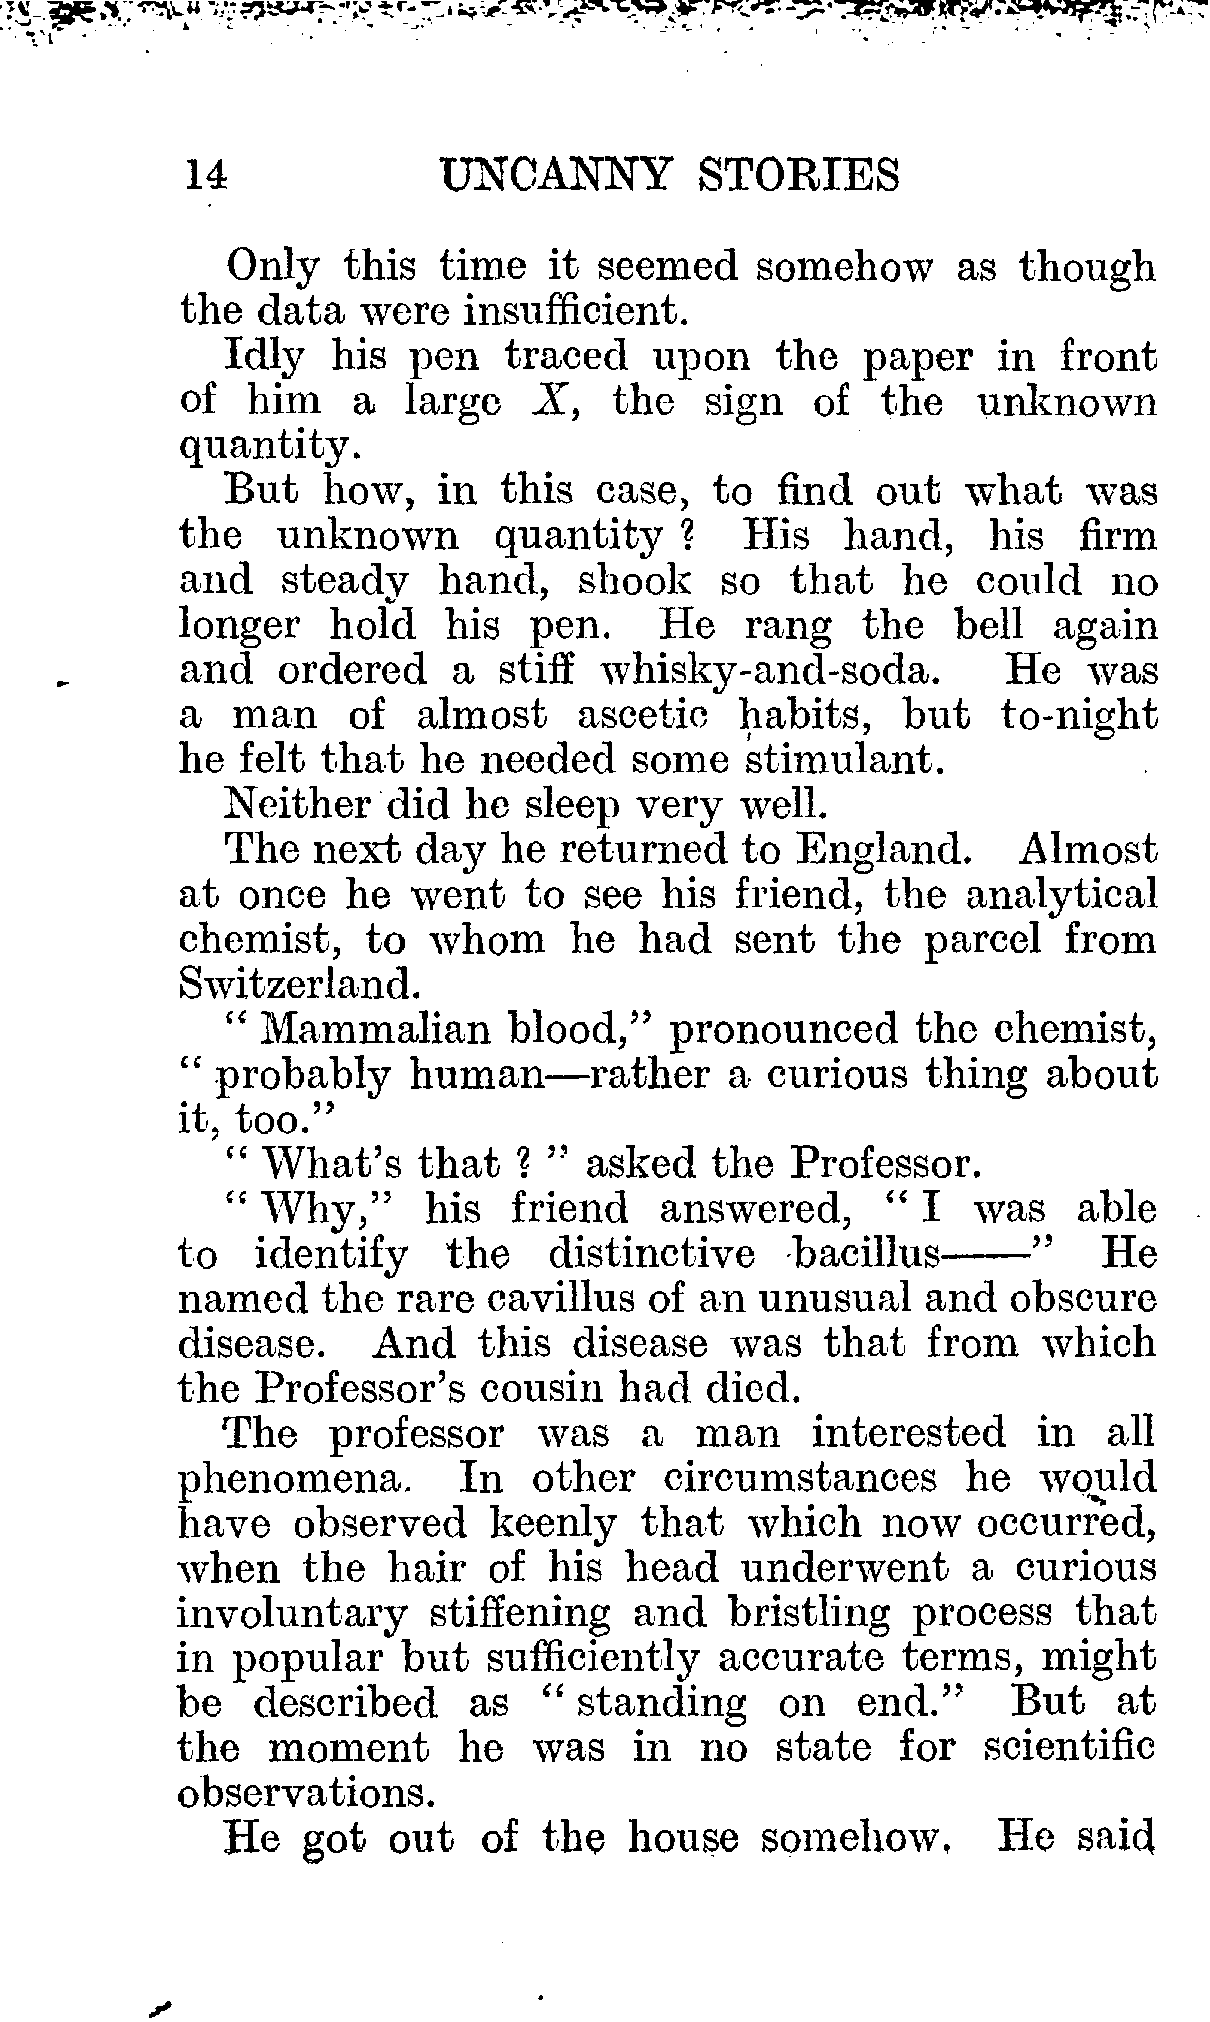 14 UNCANNY STORIES
Only this time it seemed somehow as though
the data were insufficient.
Idly his pen traced upon the paper in front
of him a large X, the sign of the unknown
quantity.
But how, in this case, to find out what was
the unknown quantity ? His hand, his firm
and steady hand, shook so that he could no
longer hold his pen. He rang the bell again
and ordered a stiff whisky-and-soda. He was
a man of almost ascetic habits, but to-night
he felt that he needed some stimulant.
Neither did he sleep very well.
The next day he returned to England. Almost
at once he went to see his friend, the analytical
chemist, to whom he had sent the parcel from
Switzerland.
“ Mammalian blood,” pronounced the chemist,
“ probably human—rather a curious thing about
it, too.”
“ What’s that ? ” asked the Professor.
“ Why,” his friend answered, “ I was able
to identify the distinctive bacillus——” He
named the rare cavillus of an unusual and obscure
disease. And this disease was that from which
the Professor’s cousin had died.
The professor was a man interested in all
phenomena. In other circumstances he would
have observed keenly that which now occurred,
when the hair of his head underwent a curious
involuntary stiffening and bristling process that
in popular but sufficiently accurate terms, might
be described as “ standing on end.” But at
the moment he was in no state for scientific
observations.
He got out of the house somehow. He said